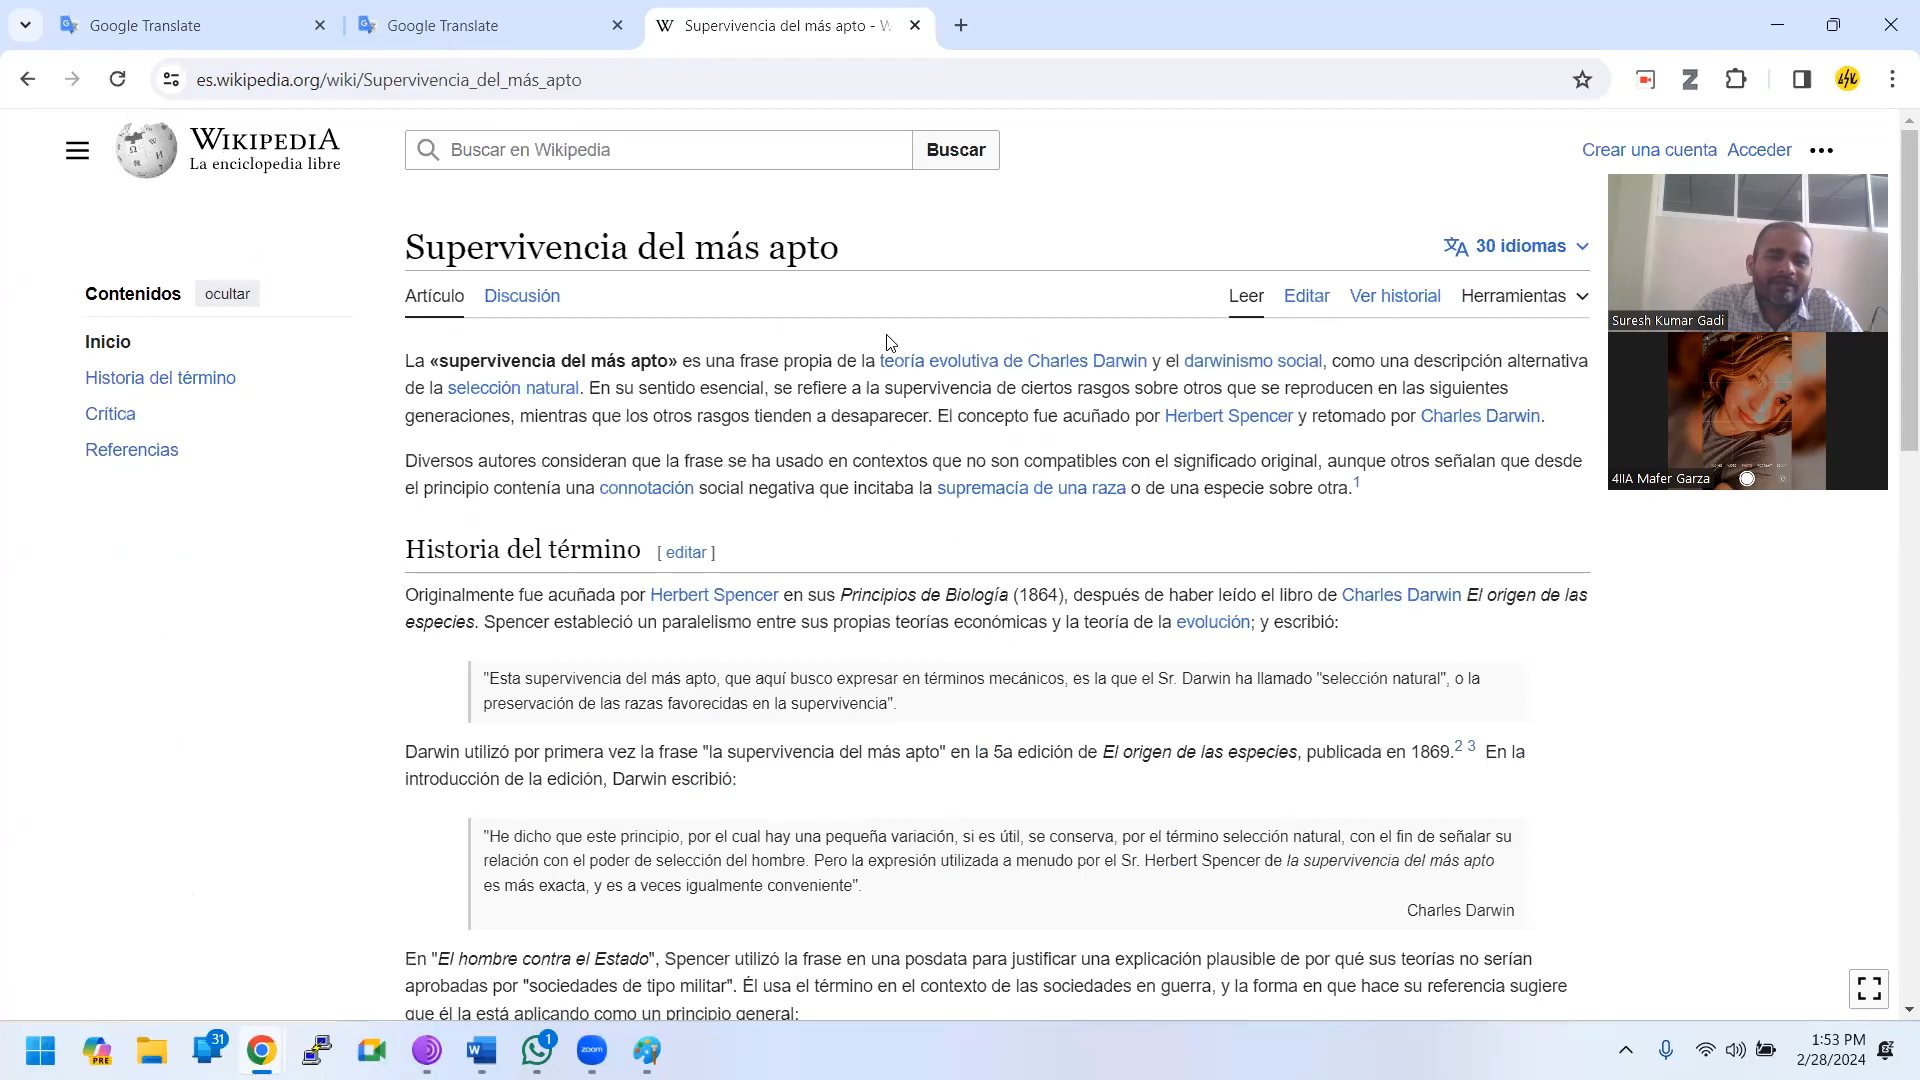 Google Translate
Google Translate
Supervivencia del más apto - W
es.wikipedia.org/wiki/Supervivencia_del_más_apto
WIKIPEDIA
La enciclopedia libre
Buscar en Wikipedia
Buscar
Crear una cuenta
Acceder
Supervivencia del más apto
30 idiomas
Contenidos
ocultar
Inicio
Historia del término
Crítica
Referencias
Artículo
Discusión
Leer
Editar
Ver historial
Herramientas
Suresh Kumar Gadi
4IIA Mafer Garza
La «supervivencia del más apto» es una frase propia de la teoría evolutiva de Charles Darwin y el darwinismo social, como una descripción alternativa
de la selección natural. En su sentido esencial, se refiere a la supervivencia de ciertos rasgos sobre otros que se reproducen en las siguientes
generaciones, mientras que los otros rasgos tienden a desaparecer. El concepto fue acuñado por Herbert Spencer y retomado por Charles Darwin.
Diversos autores consideran que la frase se ha usado en contextos que no son compatibles con el significado original, aunque otros señalan que desde
el principio contenía una connotación social negativa que incitaba la supremacía de una raza o de una especie sobre otra.1
Historia del término [ editar ]
Originalmente fue acuñada por Herbert Spencer en sus Principios de Biología (1864), después de haber leído el libro de Charles Darwin El origen de las
especies. Spencer estableció un paralelismo entre sus propias teorías económicas y la teoría de la evolución; y escribió:
"Esta supervivencia del más apto, que aquí busco expresar en términos mecánicos, es la que el Sr. Darwin ha llamado "selección natural", o la
preservación de las razas favorecidas en la supervivencia".
Darwin utilizó por primera vez la frase "la supervivencia del más apto" en la 5a edición de El origen de las especies, publicada en 1869.2 3 En la
introducción de la edición, Darwin escribió:
"He dicho que este principio, por el cual hay una pequeña variación, si es útil, se conserva, por el término selección natural, con el fin de señalar su
relación con el poder de selección del hombre. Pero la expresión utilizada a menudo por el Sr. Herbert Spencer de la supervivencia del más apto
es más exacta, y es a veces igualmente conveniente".
Charles Darwin
En "El hombre contra el Estado", Spencer utilizó la frase en una posdata para justificar una explicación plausible de por qué sus teorías no serían
aprobadas por "sociedades de tipo militar". Él usa el término en el contexto de las sociedades en guerra, y la forma en que hace su referencia sugiere
que él la está aplicando como un principio general:
PRE
31
1
zoom
1:53 PM
2/28/2024